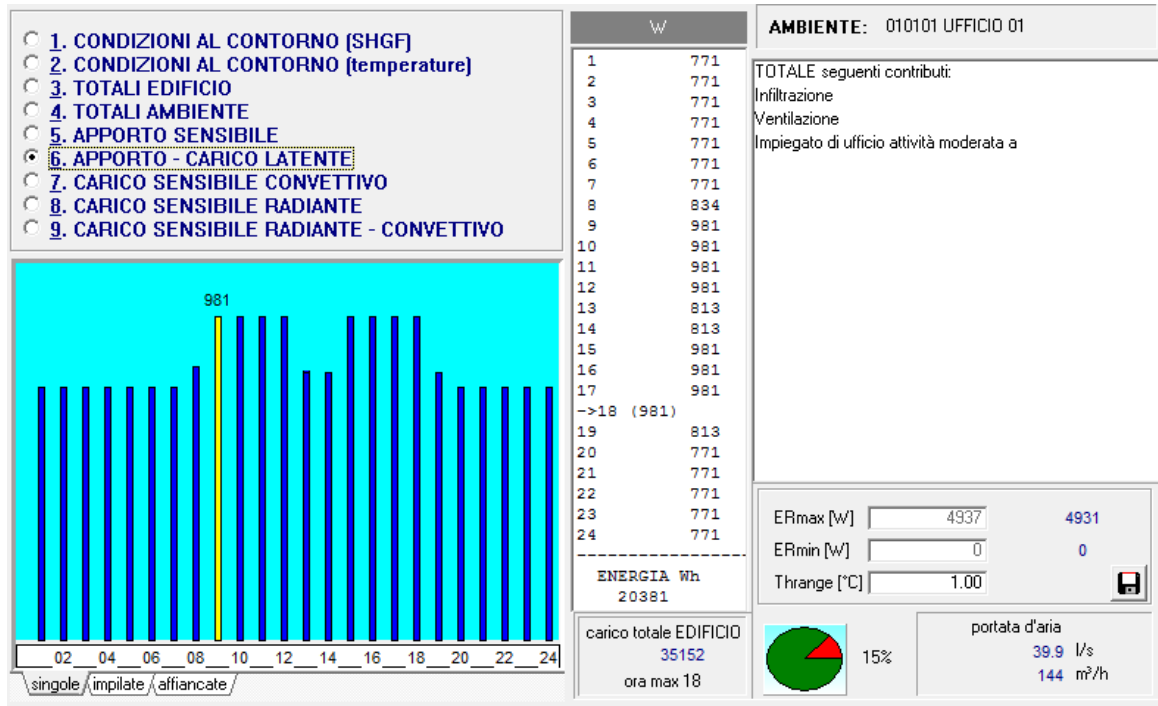 1. CONDIZIONI AL CONTORNO (SHGF)
2. CONDIZIONI AL CONTORNO (temperature)
3. TOTALI EDIFICIO
4. TOTALI AMBIENTE
5. APPORTO SENSIBILE
6. APPORTO - CARICO LATENTE
7. CARICO SENSIBILE CONVETTIVO
8. CARICO SENSIBILE RADIANTE
9. CARICO SENSIBILE RADIANTE - CONVETTIVO
981
02 04 06 08 10 12 14 16 18 20 22 24
singole impilate affiancate
W
1 771
2 771
3 771
4 771
5 771
6 771
7 771
8 834
9 981
10 981
11 981
12 981
13 813
14 813
15 981
16 981
17 981
->18 (981)
19 813
20 771
21 771
22 771
23 771
24 771
ENERGIA Wh
20381
carico totale EDIFICIO
35152
ora max 18
AMBIENTE: 010101 UFFICIO 01
TOTALE seguenti contributi:
Infiltrazione
Ventilazione
Impiegato di ufficio attività moderata a
ERmax [W] 4937 4931
ERmin [W] 0 0
Thrange [°C] 1.00
15%
portata d'aria
39.9 l/s
144 m³/h